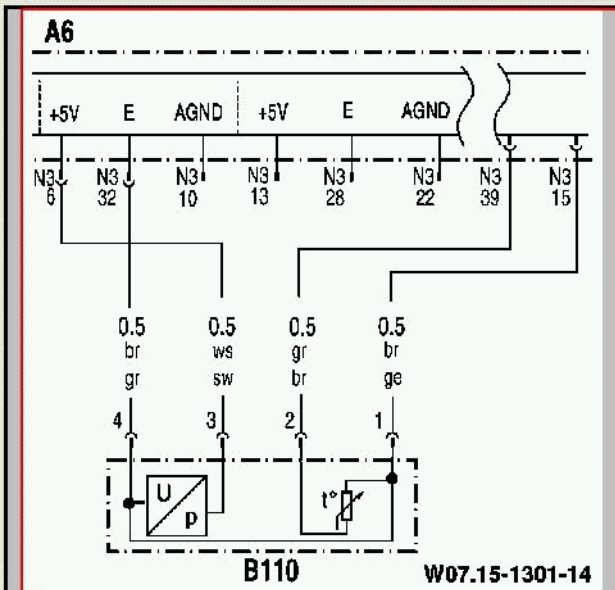 A6
+5V E AGND +5V E AGND
N3 N3 N3 N3 N3 N3 N3 N3
6 32 10 13 28 22 39 15
0.5 0.5 0.5 0.5
br ws gr br
gr sw br ge
4 3 2 1
U p t°
B110 W07.15-1301-14